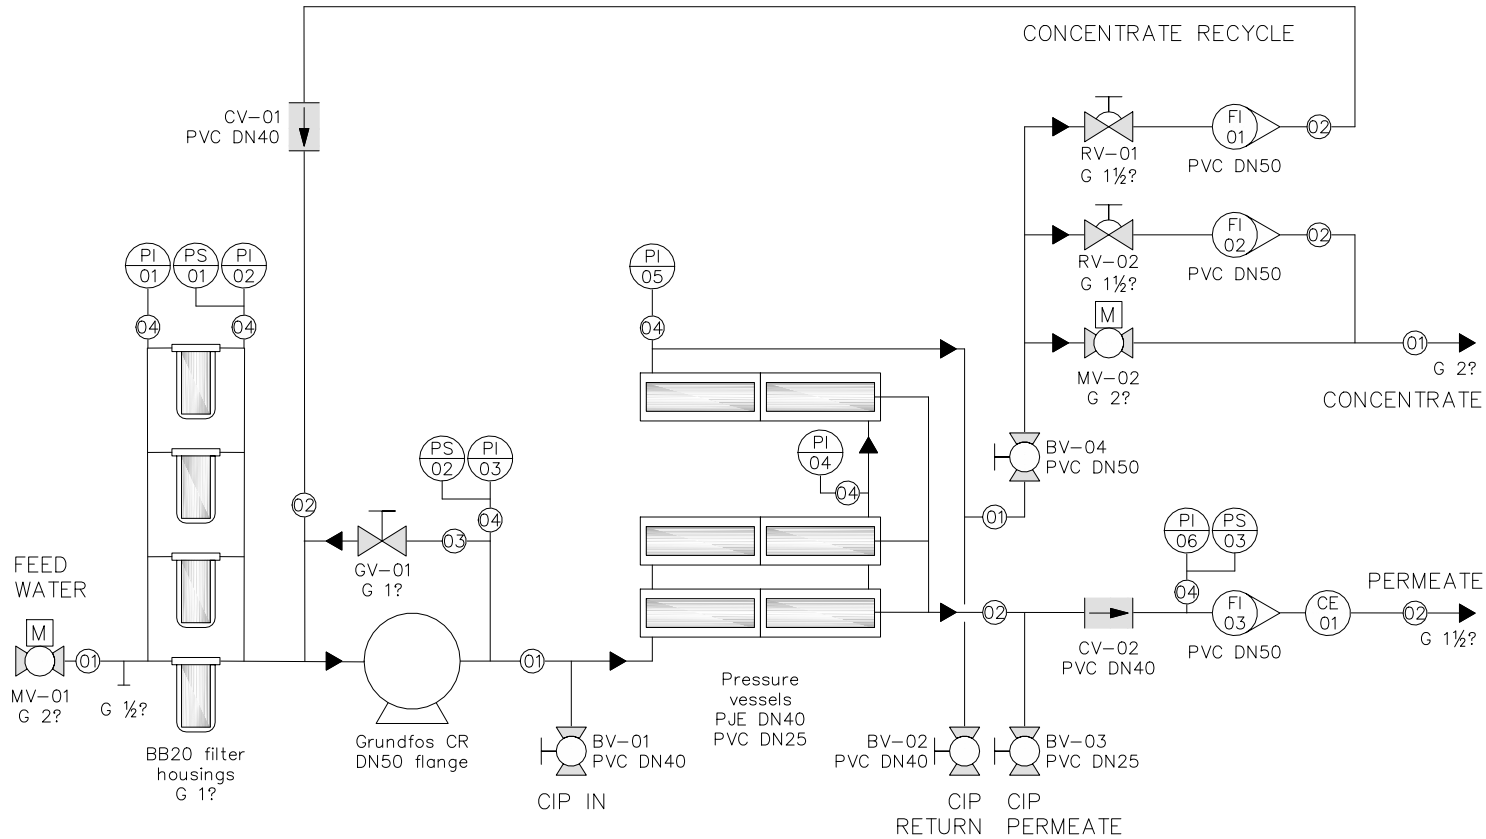 CONCENTRATE RECYCLE
CV-01
PVC DN40
FI
01
02
RV-01
G 1½?
PVC DN50
FI
02
02
RV-02
G 1½?
PVC DN50
PI
01
PS
01
PI
02
04
04
PI
05
04
M
MV-02
G 2?
01
G 2?
CONCENTRATE
PS
02
PI
03
04
PI
04
04
BV-04
PVC DN50
02
03
GV-01
G 1?
01
FEED
WATER
M
MV-01
G 2?
01
G ½?
BB20 filter
housings
G 1?
Grundfos CR
DN50 flange
01
BV-01
PVC DN40
CIP IN
Pressure
vessels
PJE DN40
PVC DN25
02
CV-02
PVC DN40
PI
06
PS
03
04
FI
03
PVC DN50
CE
01
PERMEATE
02
G 1½?
BV-02
PVC DN40
BV-03
PVC DN25
CIP
RETURN
CIP
PERMEATE